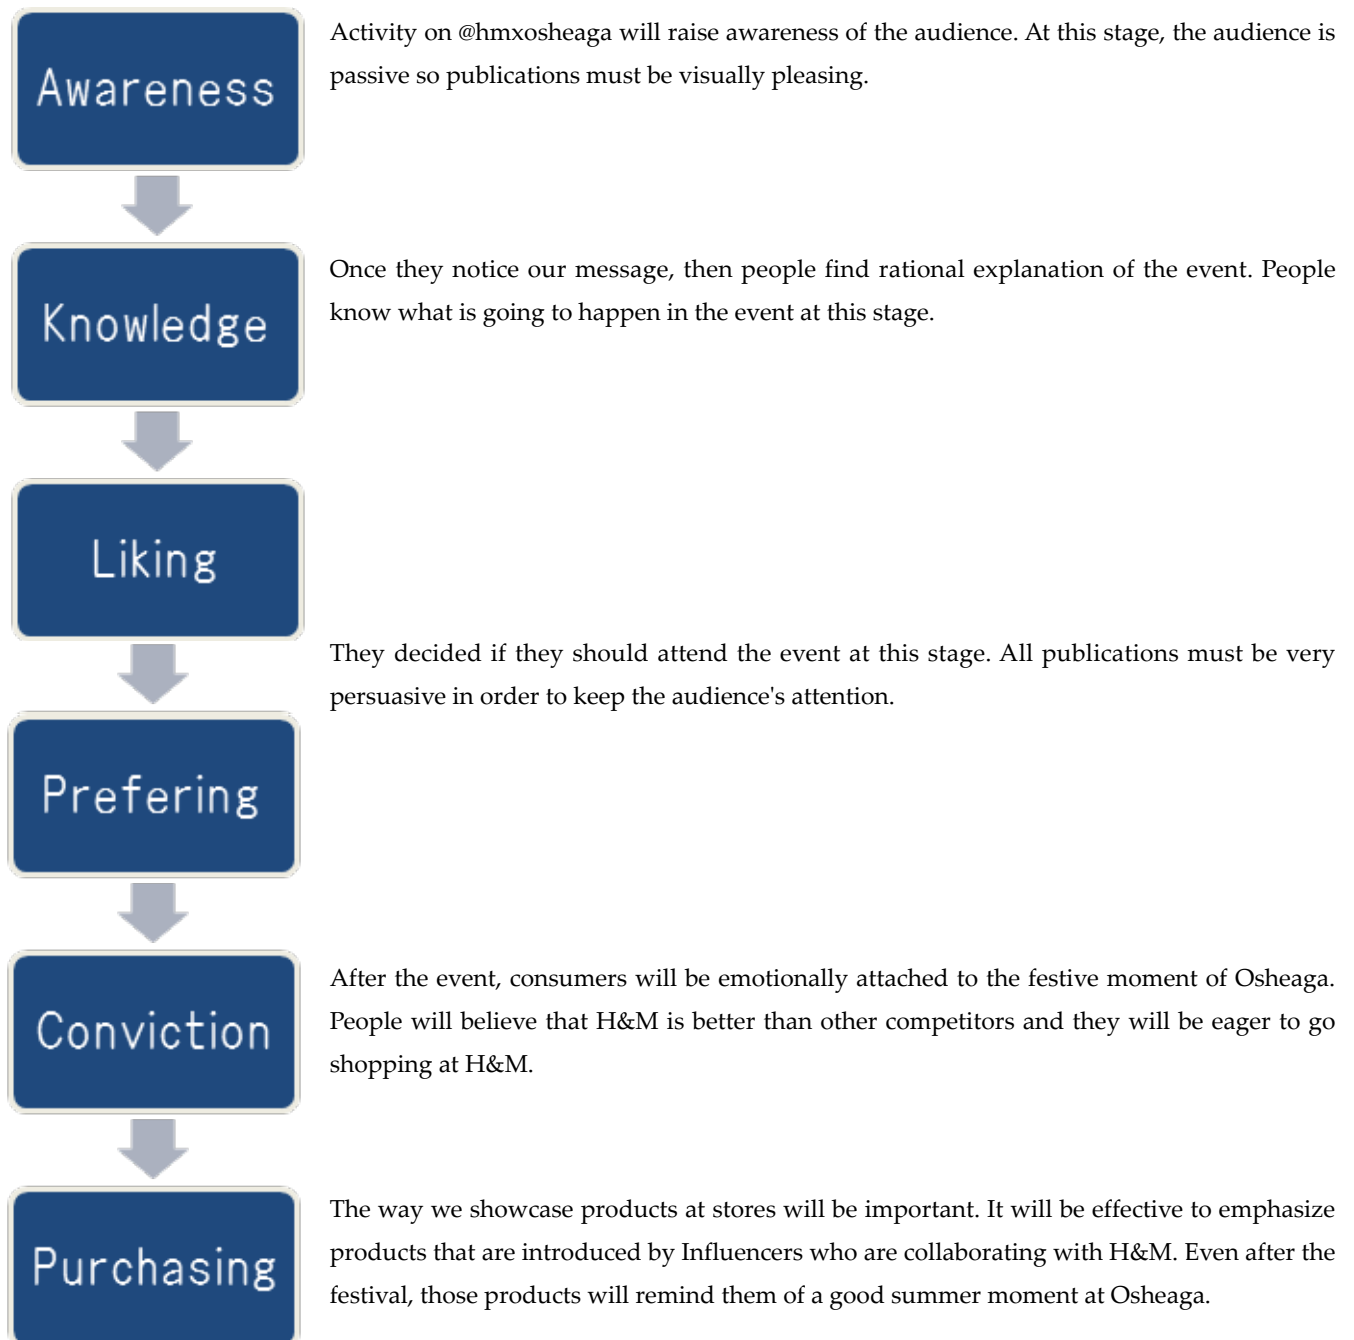 Awareness
Activity on @hmxosheaga will raise awareness of the audience. At this stage, the audience is
passive so publications must be visually pleasing.
Knowledge
Once they notice our message, then people find rational explanation of the event. People
know what is going to happen in the event at this stage.
Liking
They decided if they should attend the event at this stage. All publications must be very
persuasive in order to keep the audience's attention.
Prefering
Conviction
After the event, consumers will be emotionally attached to the festive moment of Osheaga.
People will believe that H&M is better than other competitors and they will be eager to go
shopping at H&M.
Purchasing
The way we showcase products at stores will be important. It will be effective to emphasize
products that are introduced by Influencers who are collaborating with H&M. Even after the
festival, those products will remind them of a good summer moment at Osheaga.